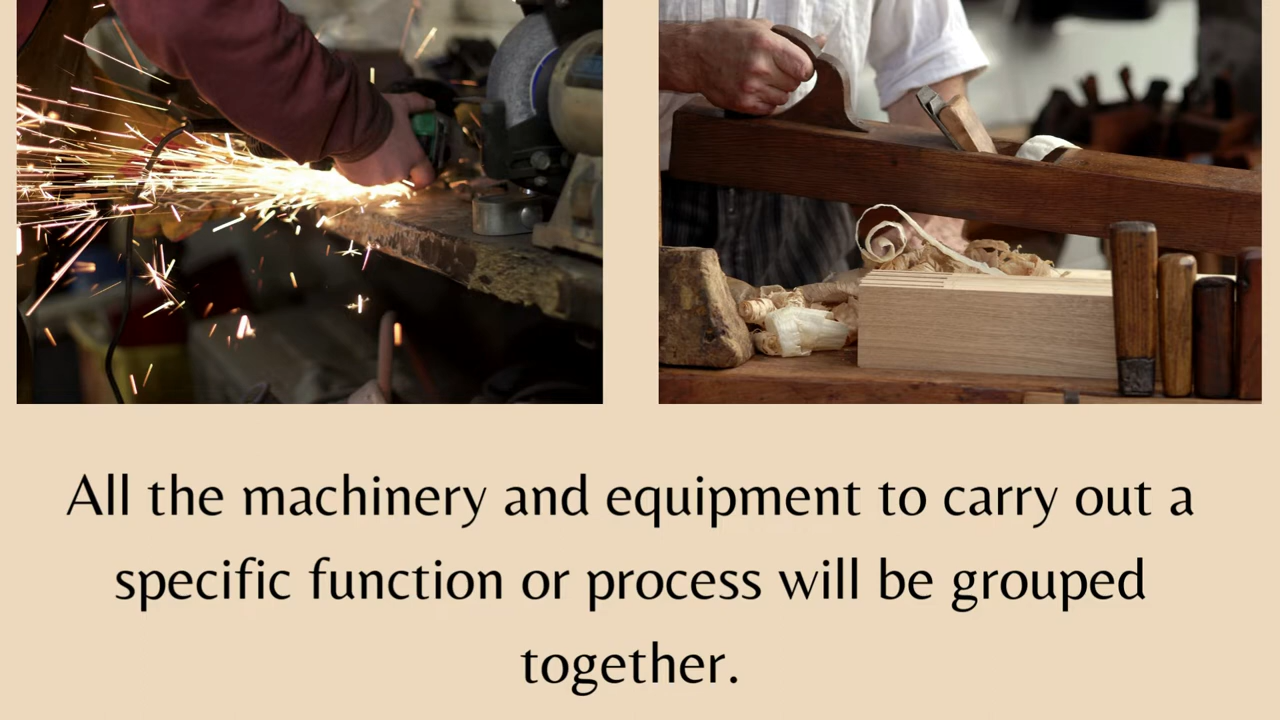 All the machinery and equipment to carry out a
specific function or process will be grouped
together.